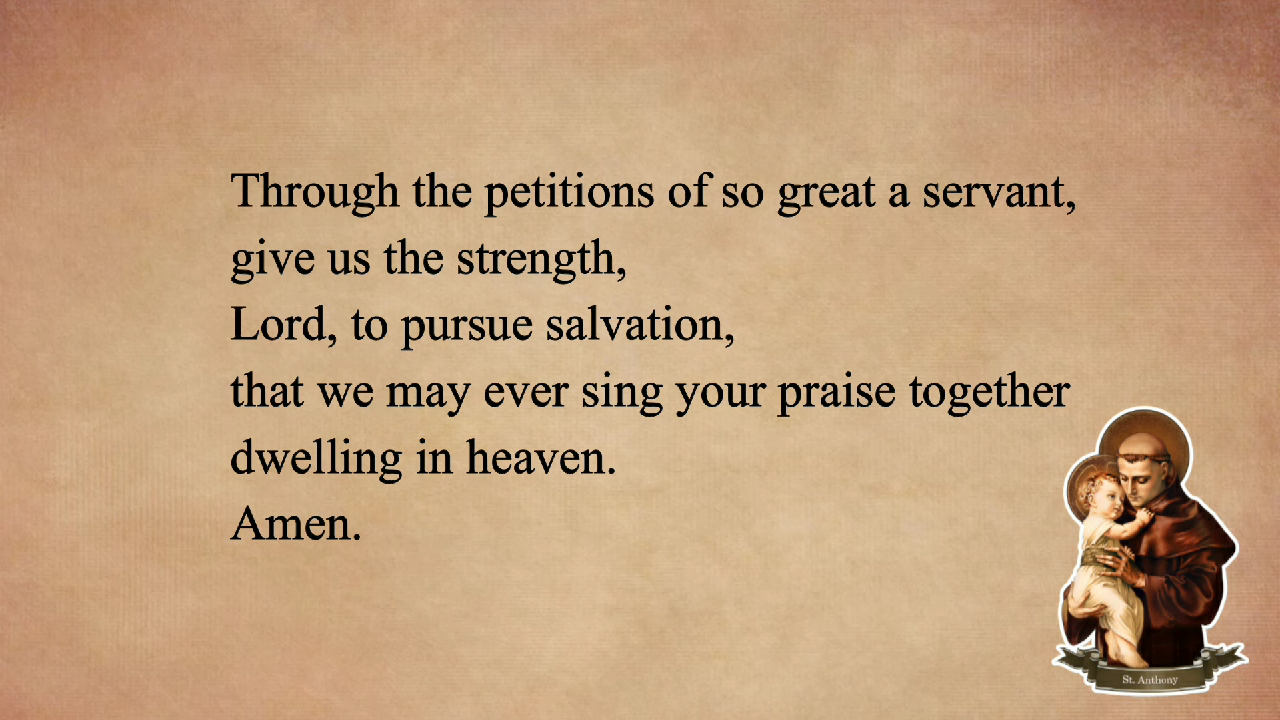 Through the petitions of so great a servant,
give us the strength,
Lord, to pursue salvation,
that we may ever sing your praise together
dwelling in heaven.
Amen.
St. Anthony